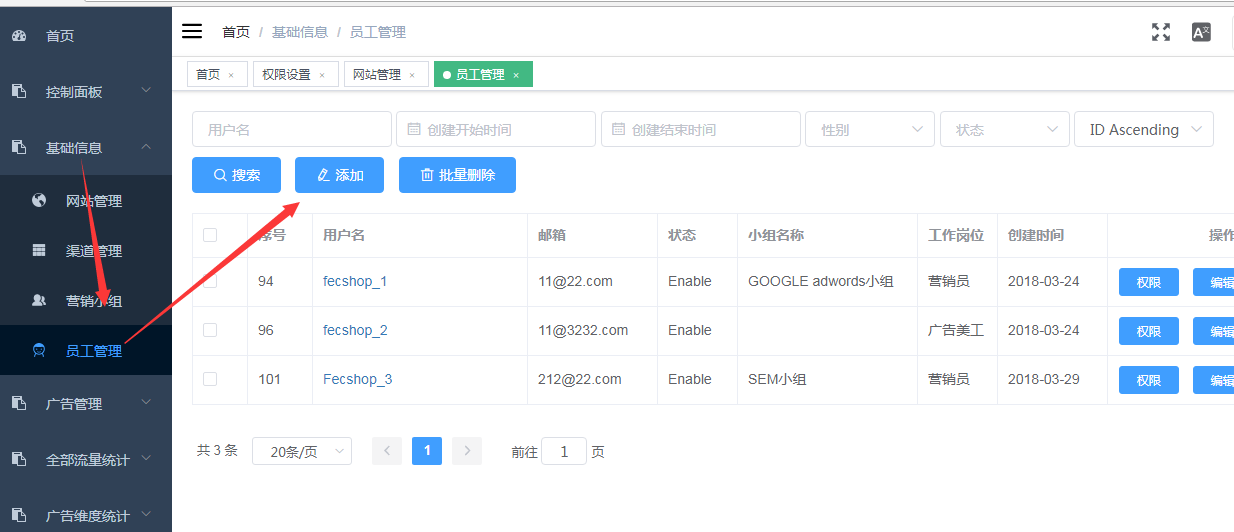 首页
控制面板
基础信息
网站管理
渠道管理
营销小组
员工管理
广告管理
全部流量统计
广告维度统计
首页 / 基础信息 / 员工管理
首页 × 权限设置 × 网站管理 × 员工管理 ×
用户名 创建开始时间 创建结束时间 性别 状态 ID Ascending
搜索 添加 批量删除
序号 用户名 邮箱 状态 小组名称 工作岗位 创建时间 操作
94 fecshop_1 11@22.com Enable GOOGLE adwords小组 营销员 2018-03-24 权限 编辑
96 fecshop_2 11@3232.com Enable 广告美工 2018-03-24 权限 编辑
101 Fecshop_3 212@22.com Enable SEM小组 营销员 2018-03-29 权限 编辑
共 3 条 20条/页 1 前往 1 页